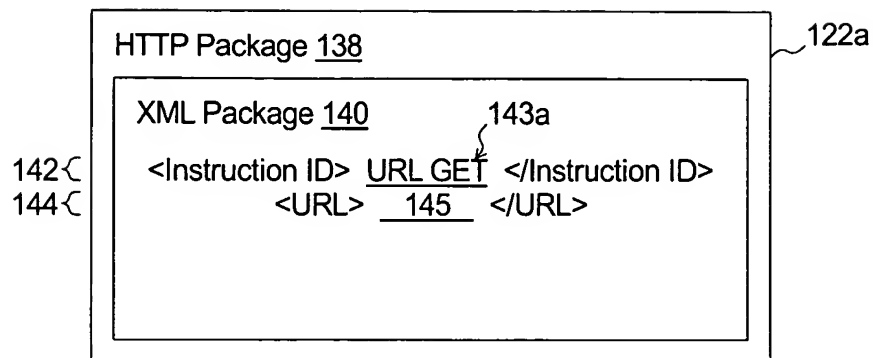 HTTP Package 138
122a
XML Package 140
143a
142 <Instruction ID> URL GET </Instruction ID>
144 <URL> 145 </URL>